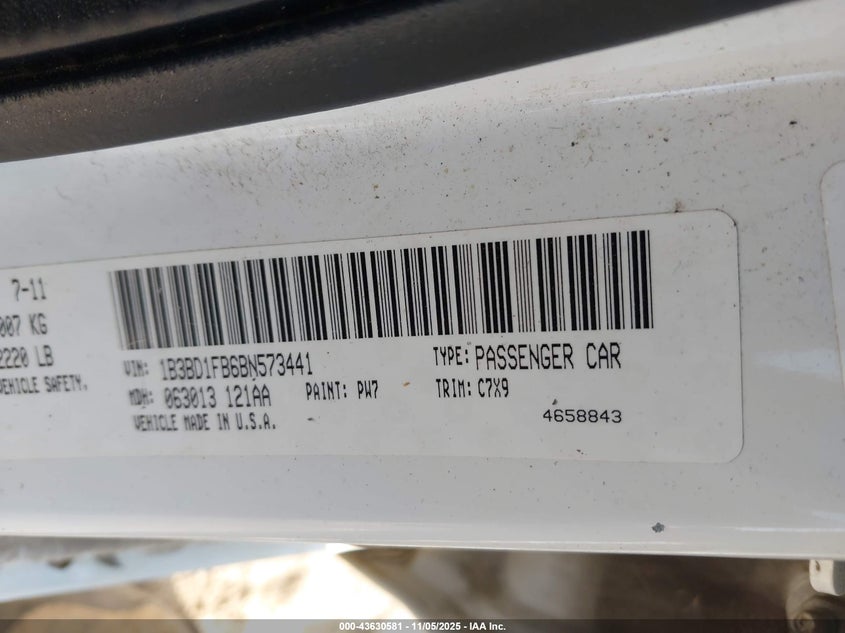 7-11
007 KG
2220 LB
VEHICLE SAFETY.
VIN: 1B3BD1FB6BN573441
TYPE: PASSENGER CAR
MDH: 063013 121AA
PAINT: PW7
TRIM: C7X9
VEHICLE MADE IN U.S.A.
4658843
000-43630581 - 11/05/2025 - IAA Inc.